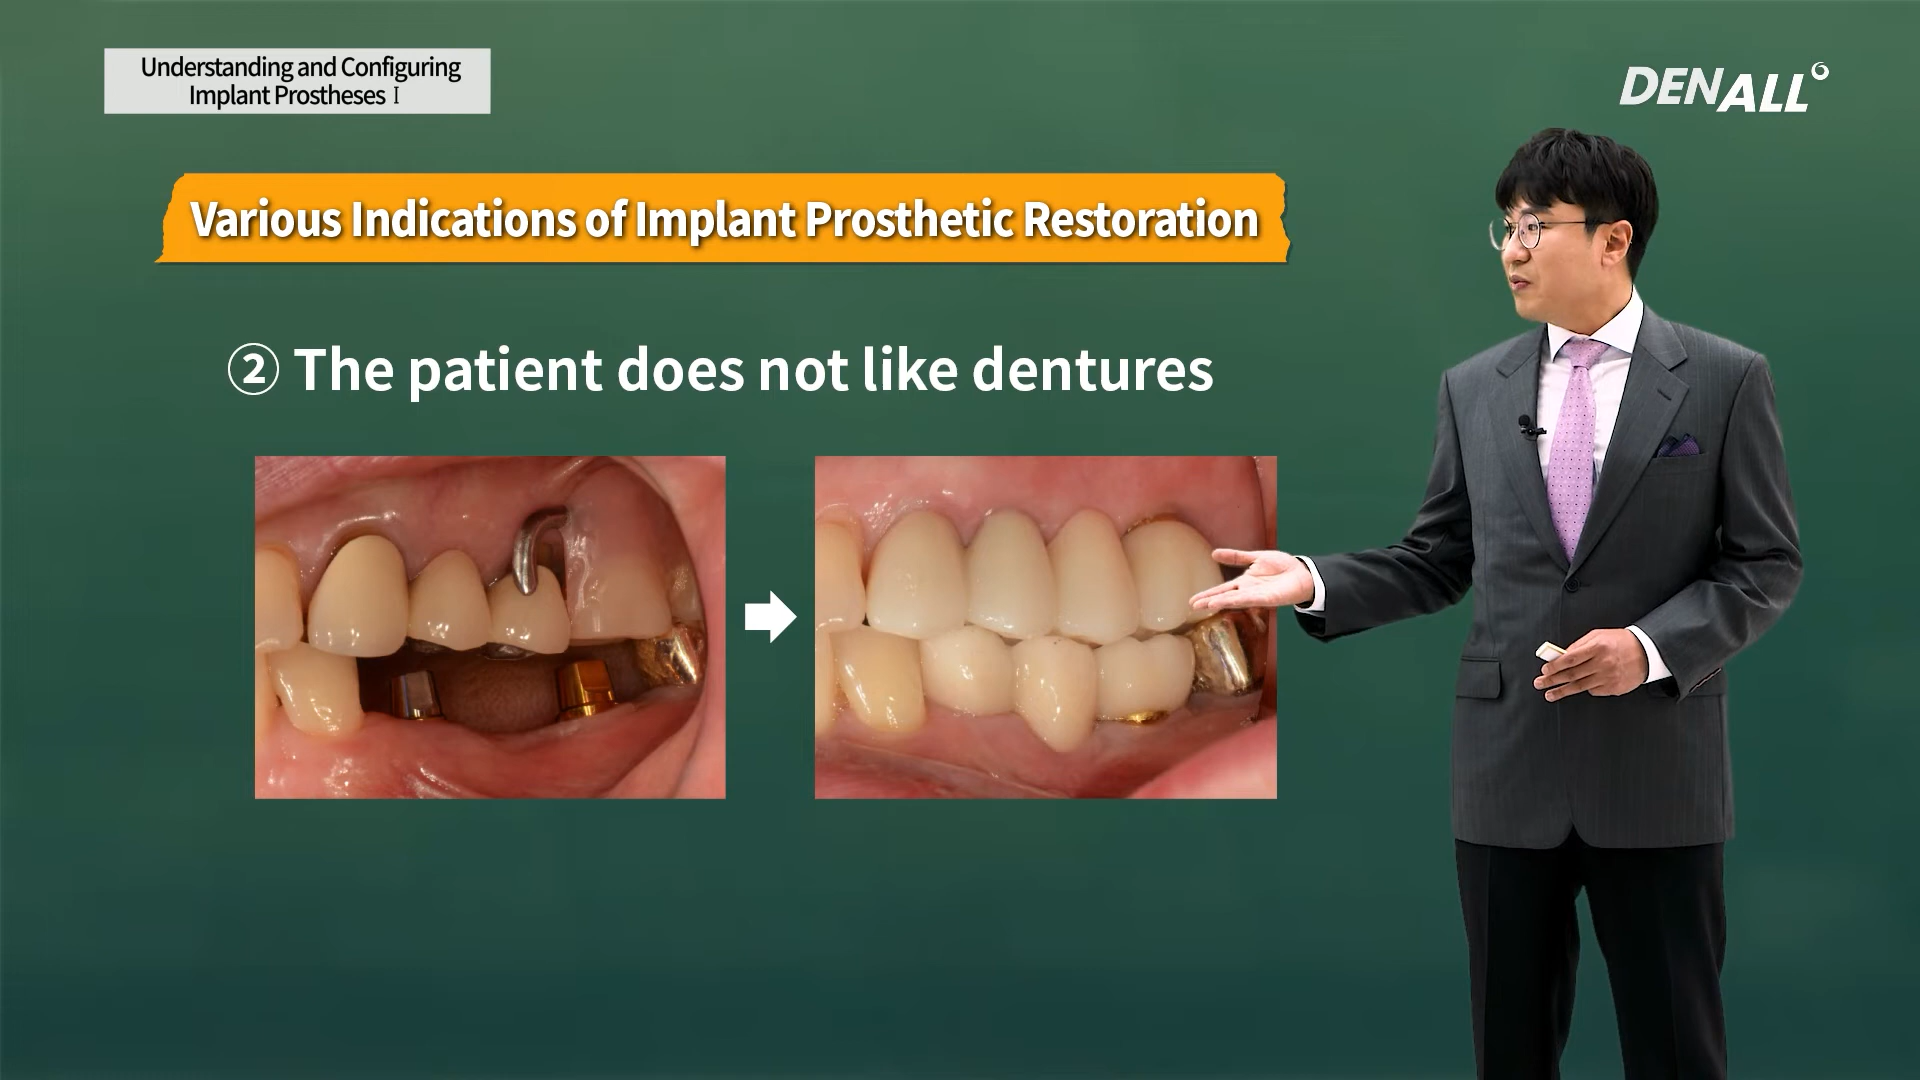 Understanding and Configuring
Implant Prostheses Ⅰ
DENALL
Various Indications of Implant Prosthetic Restoration
② The patient does not like dentures